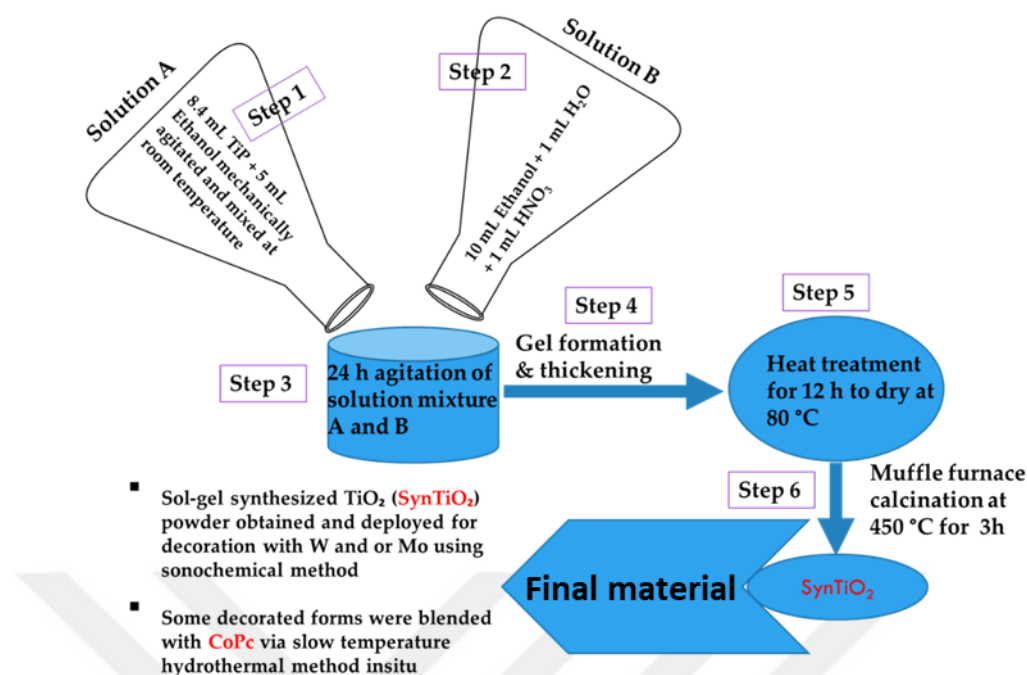 Solution A
Step 1
8.4 mL TiP + 5 mL
Ethanol mechanically
agitated and mixed at
room temperature
Step 2
Solution B
10 mL Ethanol + 1 mL H₂O
+ 1 mL HNO₃
Step 3
24 h agitation of
solution mixture
A and B
Step 4
Gel formation
& thickening
Step 5
Heat treatment
for 12 h to dry at
80 °C
Step 6
Muffle furnace
calcination at
450 °C for 3h
SynTiO₂
Final material
▪ Sol-gel synthesized TiO₂ (SynTiO₂)
powder obtained and deployed for
decoration with W and or Mo using
sonochemical method
▪ Some decorated forms were blended
with CoPc via slow temperature
hydrothermal method insitu